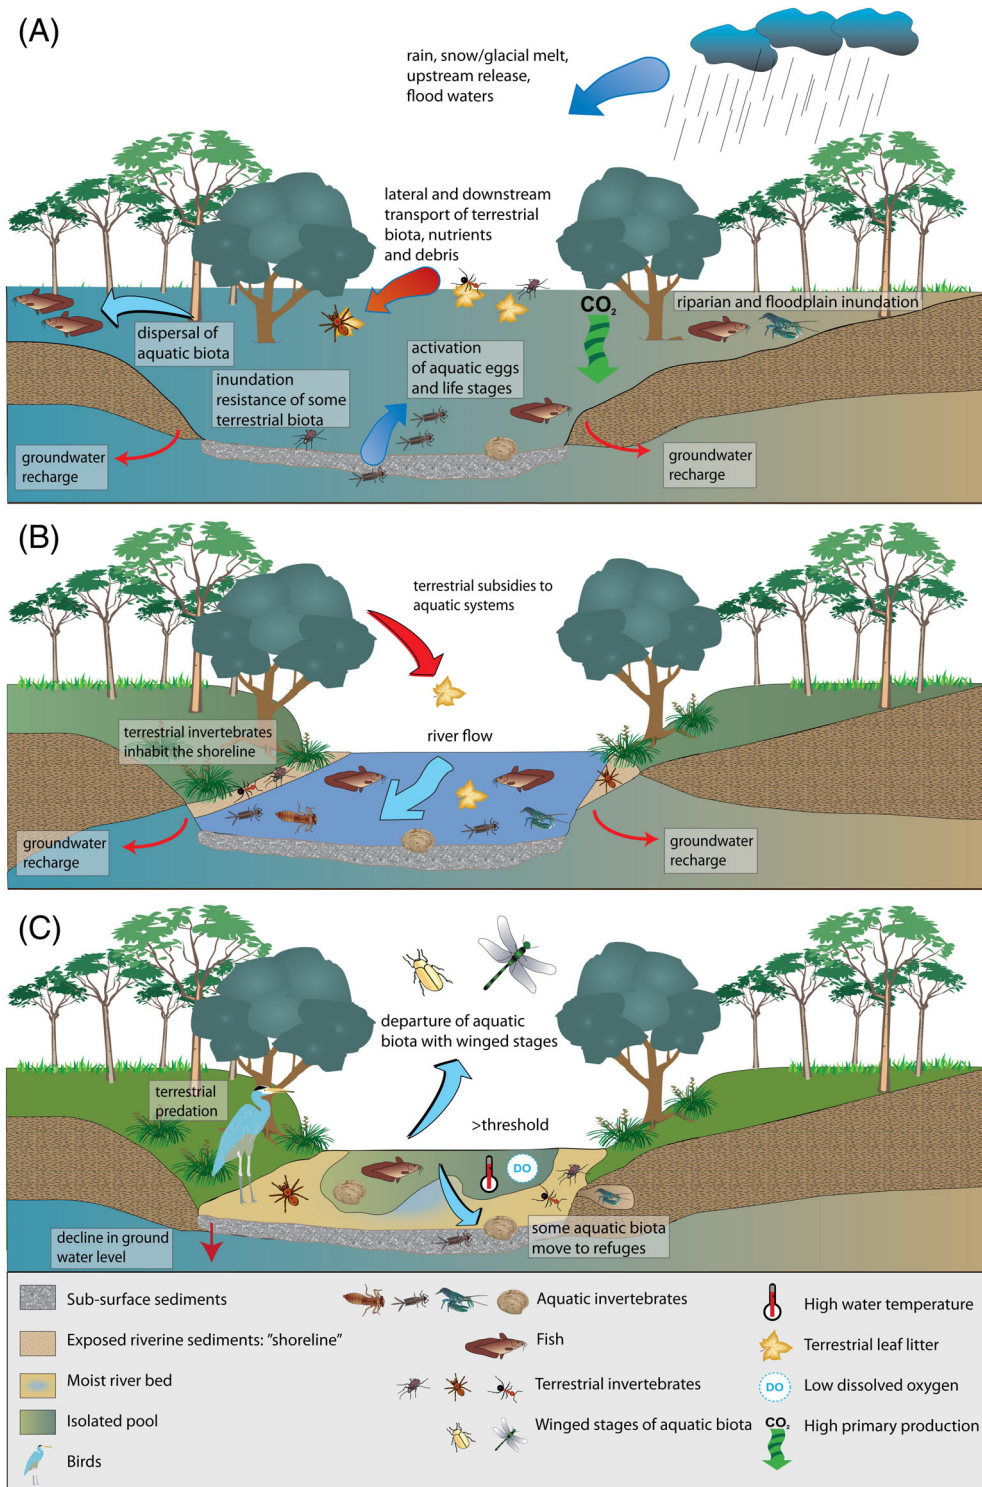 (A)
rain, snow/glacial melt,
upstream release,
flood waters
lateral and downstream
transport of terrestrial
biota, nutrients
and debris
CO2
riparian and floodplain inundation
dispersal of
aquatic biota
activation
of aquatic eggs
and life stages
inundation
resistance of some
terrestrial biota
groundwater
recharge
groundwater
recharge
(B)
terrestrial subsidies to
aquatic systems
terrestrial invertebrates
inhabit the shoreline
river flow
groundwater
recharge
groundwater
recharge
(C)
departure of aquatic
biota with winged stages
terrestrial
predation
>threshold
DO
some aquatic biota
move to refuges
decline in ground
water level
Sub-surface sediments
Exposed riverine sediments: "shoreline"
Moist river bed
Isolated pool
Birds
Aquatic invertebrates
Fish
Terrestrial invertebrates
Winged stages of aquatic biota
High water temperature
Terrestrial leaf litter
DO
Low dissolved oxygen
CO2
High primary production